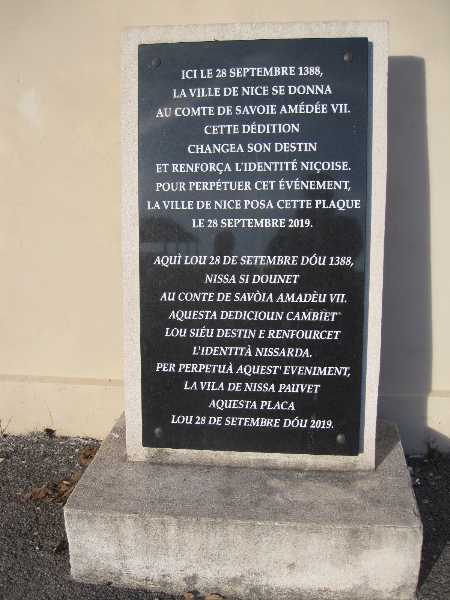 ICI LE 28 SEPTEMBRE 1388,
LA VILLE DE NICE SE DONNA
AU COMTE DE SAVOIE AMÉDÉE VII.
CETTE DÉDITION
CHANGEA SON DESTIN
ET RENFORÇA L'IDENTITÉ NIÇOISE.
POUR PERPÉTUER CET ÉVÉNEMENT,
LA VILLE DE NICE POSA CETTE PLAQUE
LE 28 SEPTEMBRE 2019.
AQUÌ LOU 28 DE SETEMBRE DÓU 1388,
NISSA SI DOUNET
AU CONTE DE SAVÒIA AMADÈU VII.
AQUESTA DEDICIOUN CAMBIET
LOU SIÉU DESTIN E RENFOURCET
L'IDENTITÀ NISSARDA.
PER PERPETUÀ AQUEST' EVENIMENT,
LA VILA DE NISSA PAUVET
AQUESTA PLACA
LOU 28 DE SETEMBRE DÓU 2019.